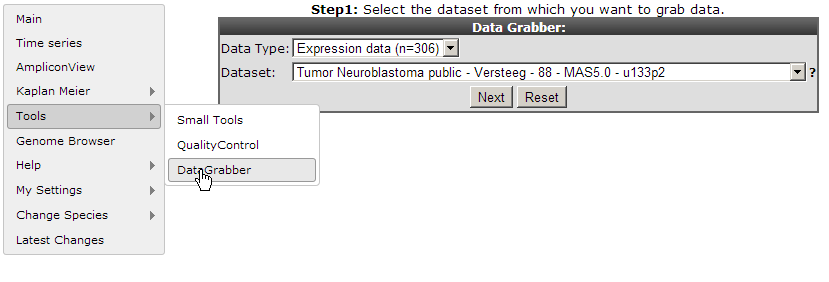 Main
Time series
AmpliconView
Kaplan Meier
Tools
Genome Browser
Help
My Settings
Change Species
Latest Changes
Small Tools
QualityControl
DataGrabber
Step1: Select the dataset from which you want to grab data.
Data Grabber:
Data Type: Expression data (n=306)
Dataset: Tumor Neuroblastoma public - Versteeg - 88 - MAS5.0 - u133p2 ?
Next Reset